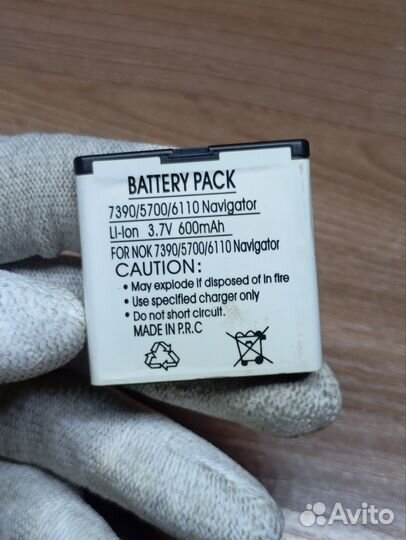 BATTERY PACK
7390/5700/6110 Navigator
LI-Ion 3.7V 600mAh
FOR NOK 7390/5700/6110 Navigator
CAUTION:
• May explode if disposed of in fire
• Use specified charger only
• Do not short circuit.
MADE IN P.R.C
Avito